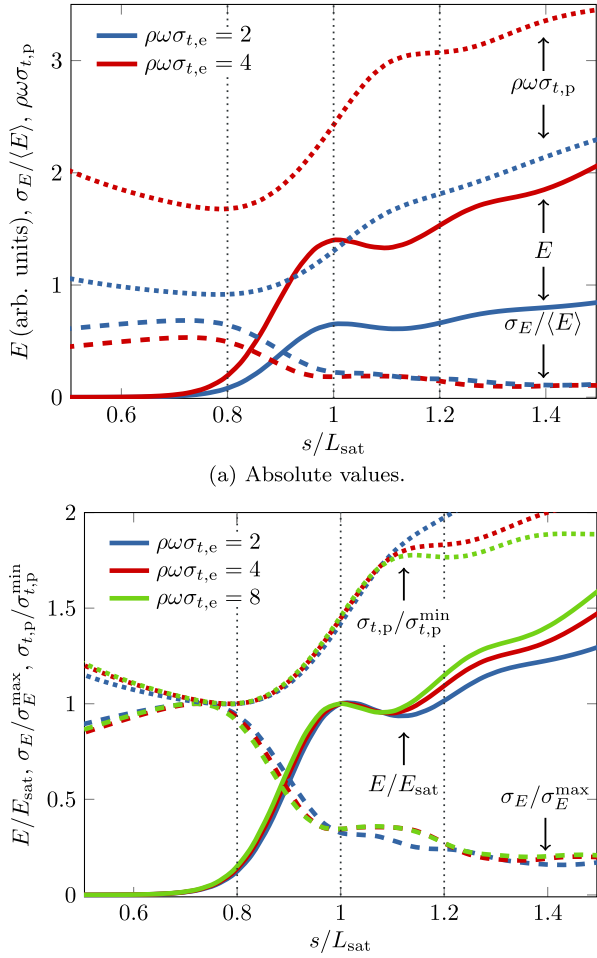 E (arb. units), σ_E/⟨E⟩, ρωσ_{t,p}
3
2
1
0
ρωσ_{t,e} = 2
ρωσ_{t,e} = 4
ρωσ_{t,p}
E
σ_E/⟨E⟩
0.6 0.8 1 1.2 1.4
s/L_sat
(a) Absolute values.
E/E_sat, σ_E/σ_E^max, σ_{t,p}/σ_{t,p}^min
2
1.5
1
0.5
0
ρωσ_{t,e} = 2
ρωσ_{t,e} = 4
ρωσ_{t,e} = 8
σ_{t,p}/σ_{t,p}^min
E/E_sat
σ_E/σ_E^max
0.6 0.8 1 1.2 1.4
s/L_sat